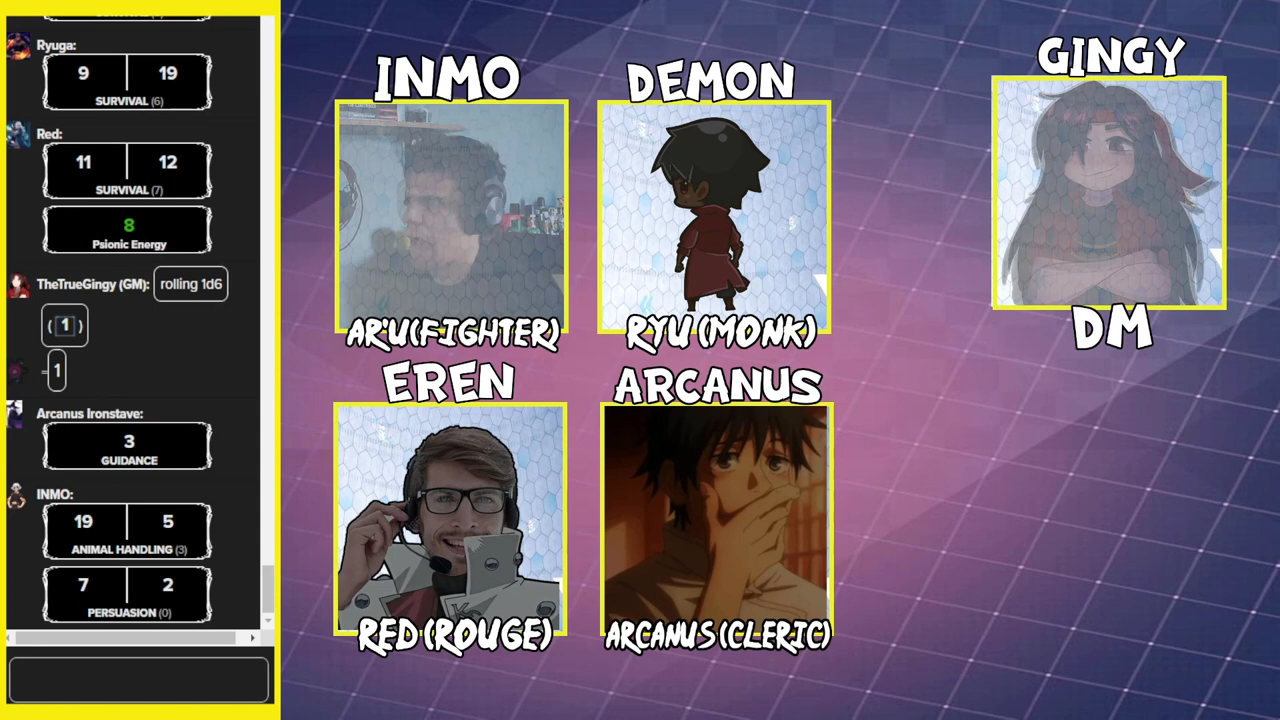 Ryuga:
9 19
SURVIVAL (6)
Red:
11 12
SURVIVAL (7)
8
Psionic Energy
TheTrueGingy (GM): rolling 1d6
(1)
=1
Arcanus Ironstave:
3
GUIDANCE
INMO:
19 5
ANIMAL HANDLING (3)
7 2
PERSUASION (0)
INMO
ARU(FIGHTER)
DEMON
RYU (MONK)
GINGY
DM
EREN
RED (ROUGE)
ARCANUS
ARCANUS (CLERIC)